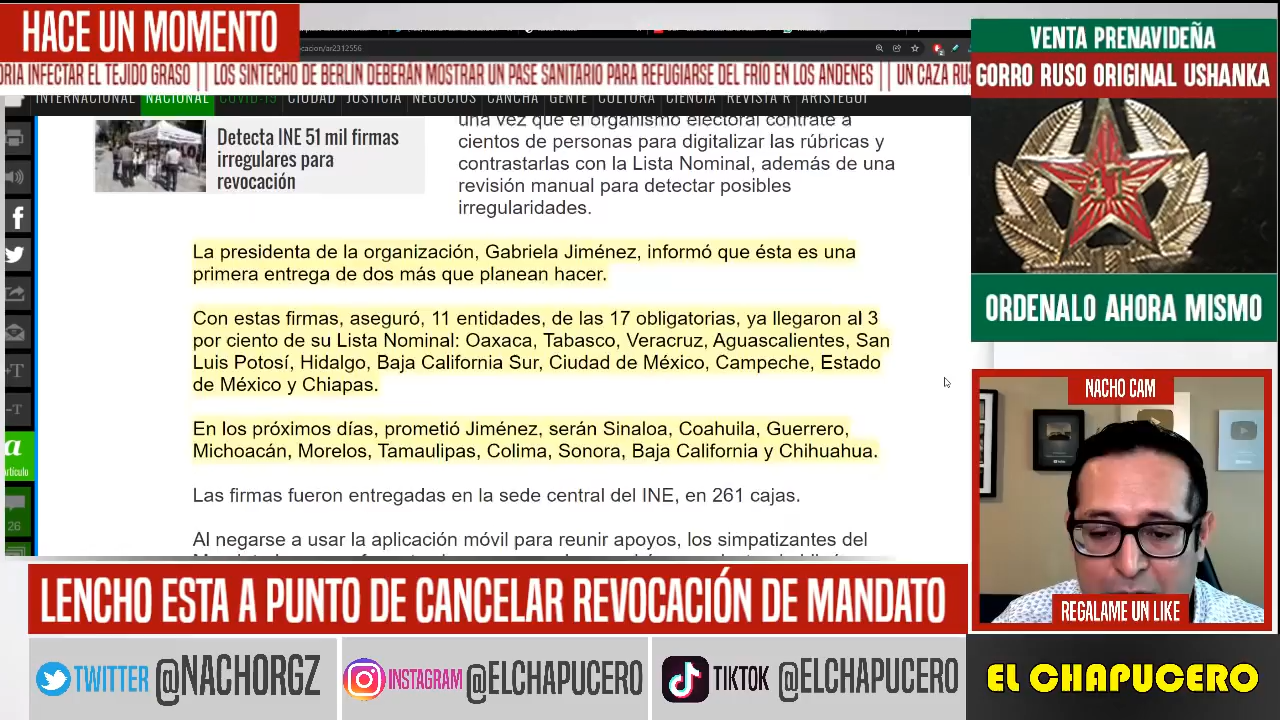 HACE UN MOMENTO
ocacion/ar2312556
ORIA INFECTAR EL TEJIDO GRASO || LOS SINTECHO DE BERLIN DEBERAN MOSTRAR UN PASE SANITARIO PARA REFUGIARSE DEL FRÍO EN LOS ANDENES || UN CAZA RUS
INTERNACIONAL NACIONAL COVID-19 CIUDAD JUSTICIA NEGOCIOS CANCHA GENTE CULTURA CIENCIA REVISTA R ARISTEGUI
Detecta INE 51 mil firmas
irregulares para
revocación
una vez que el organismo electoral contrate a
cientos de personas para digitalizar las rúbricas y
contrastarlas con la Lista Nominal, además de una
revisión manual para detectar posibles
irregularidades.
La presidenta de la organización, Gabriela Jiménez, informó que ésta es una
primera entrega de dos más que planean hacer.
Con estas firmas, aseguró, 11 entidades, de las 17 obligatorias, ya llegaron al 3
por ciento de su Lista Nominal: Oaxaca, Tabasco, Veracruz, Aguascalientes, San
Luis Potosí, Hidalgo, Baja California Sur, Ciudad de México, Campeche, Estado
de México y Chiapas.
En los próximos días, prometió Jiménez, serán Sinaloa, Coahuila, Guerrero,
Michoacán, Morelos, Tamaulipas, Colima, Sonora, Baja California y Chihuahua.
Las firmas fueron entregadas en la sede central del INE, en 261 cajas.
Al negarse a usar la aplicación móvil para reunir apoyos, los simpatizantes del
+T
-T
a
artículo
26
VENTA PRENAVIDEÑA
GORRO RUSO ORIGINAL USHANKA
4T
ORDENALO AHORA MISMO
NACHO CAM
REGALAME UN LIKE
LENCHO ESTA A PUNTO DE CANCELAR REVOCACIÓN DE MANDATO
TWITTER @NACHORGZ
INSTAGRAM @ELCHAPUCERO
TIKTOK @ELCHAPUCERO
EL CHAPUCERO